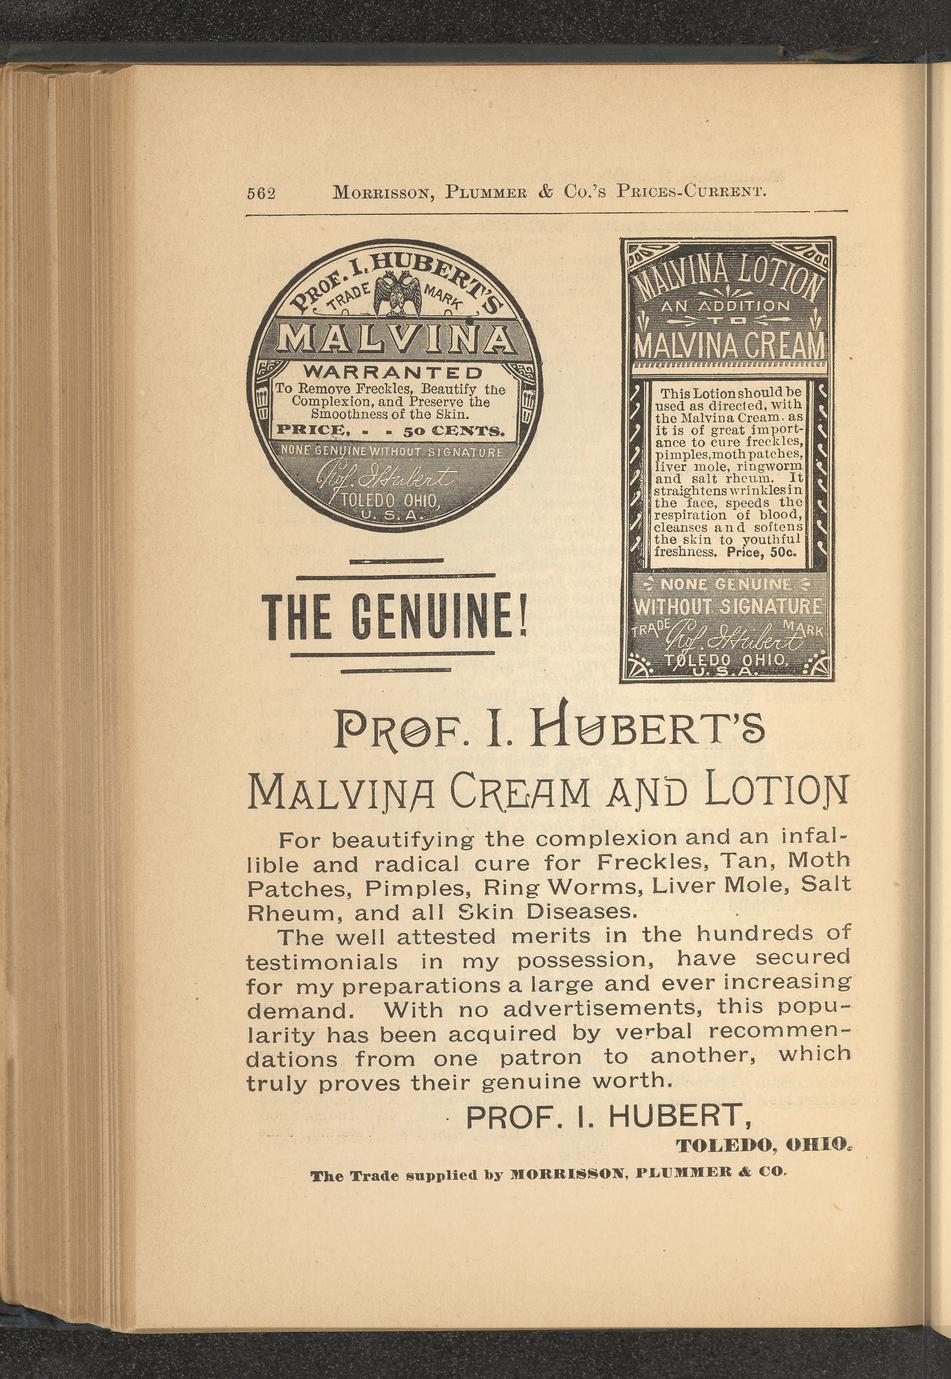 562 MORRISSON, PLUMMER & CO.'S PRICES-CURRENT.
PROF. I. HUBERT'S
TRADE MARK
MALVINA
WARRANTED
To Remove Freckles, Beautify the
Complexion, and Preserve the
Smoothness of the Skin.
PRICE, - - 50 CENTS.
NONE GENUINE WITHOUT SIGNATURE
Prof. I. Hubert
TOLEDO OHIO,
U. S. A.
MALVINA LOTION
AN ADDITION
TO
MALVINA CREAM
This Lotion should be
used as directed, with
the Malvina Cream. as
it is of great import-
ance to cure freckles,
pimples, moth patches,
liver mole, ringworm
and salt rheum. It
straightens wrinkles in
the face, speeds the
respiration of blood,
cleanses and softens
the skin to youthful
freshness. Price, 50c.
NONE GENUINE
WITHOUT SIGNATURE
TRADE MARK
Prof. I. Hubert
TOLEDO OHIO.
U. S. A.
THE GENUINE!
PROF. I. HUBERT'S
MALVINA CREAM AND LOTION
For beautifying the complexion and an infal-
lible and radical cure for Freckles, Tan, Moth
Patches, Pimples, Ring Worms, Liver Mole, Salt
Rheum, and all Skin Diseases.
The well attested merits in the hundreds of
testimonials in my possession, have secured
for my preparations a large and ever increasing
demand. With no advertisements, this popu-
larity has been acquired by verbal recommen-
dations from one patron to another, which
truly proves their genuine worth.
PROF. I. HUBERT,
TOLEDO, OHIO.
The Trade supplied by MORRISSON, PLUMMER & CO.